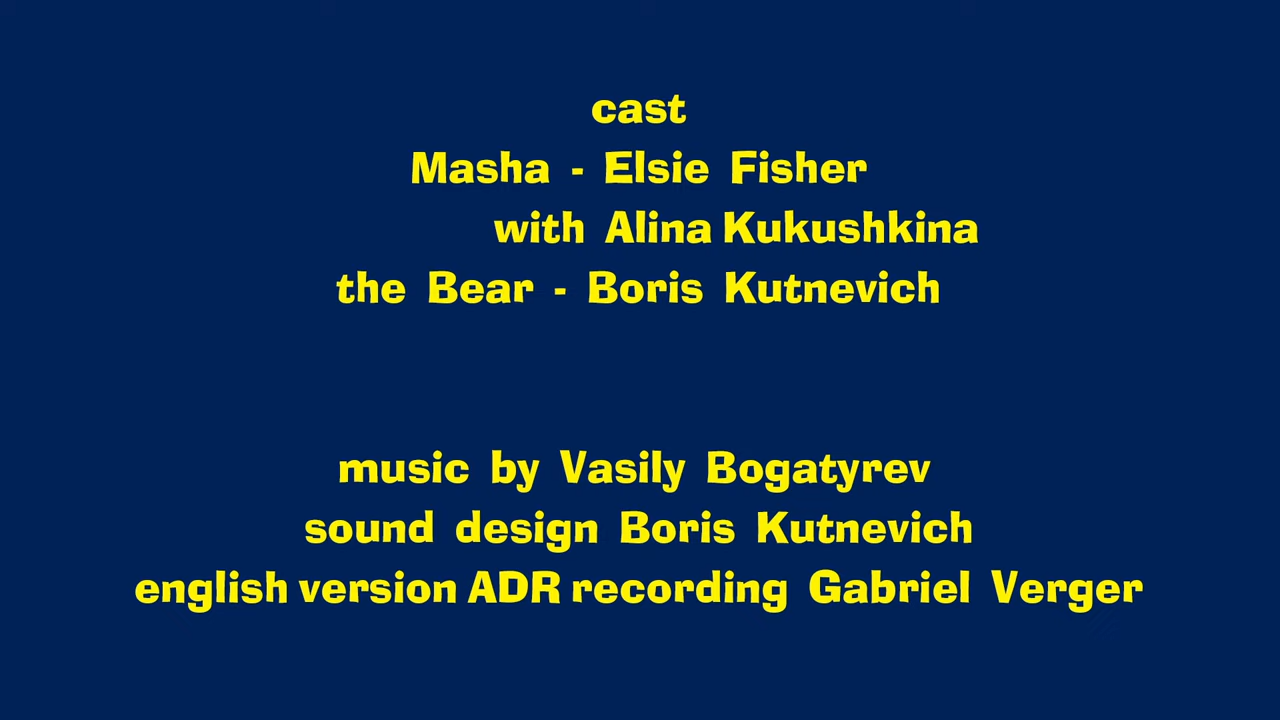 cast
Masha - Elsie Fisher
with Alina Kukushkina
the Bear - Boris Kutnevich
music by Vasily Bogatyrev
sound design Boris Kutnevich
english version ADR recording Gabriel Verger